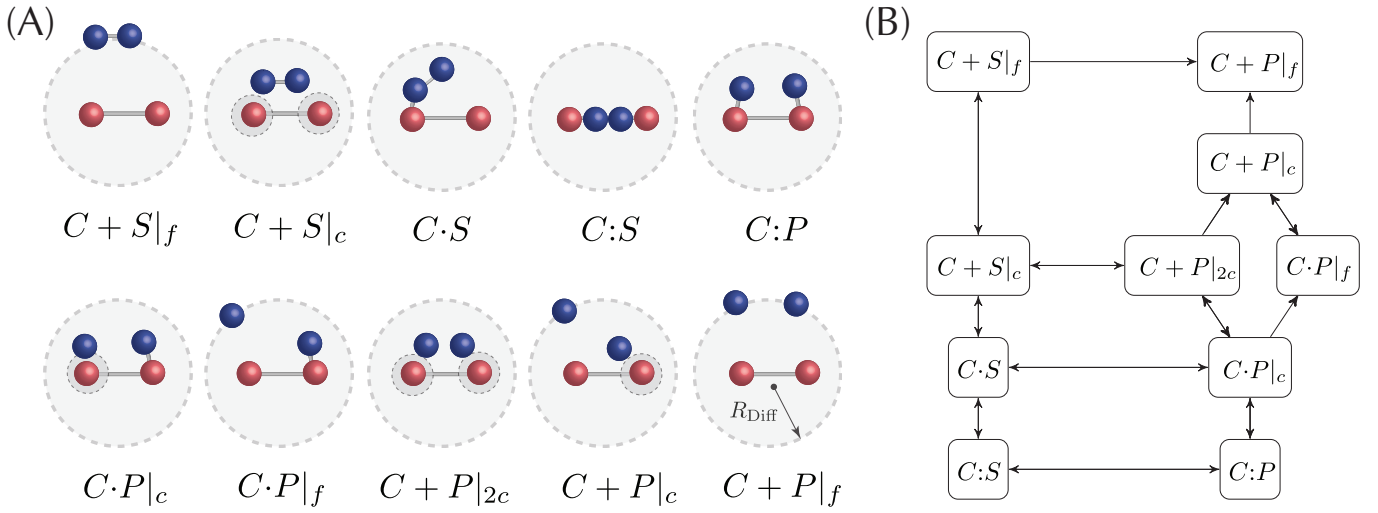 (A)
C + S|f
C + S|c
C·S
C:S
C:P
C·P|c
C·P|f
C + P|2c
C + P|c
C + P|f
RDiff
(B)
C + S|f
C + P|f
C + P|c
C + S|c
C + P|2c
C·P|f
C·S
C·P|c
C:S
C:P